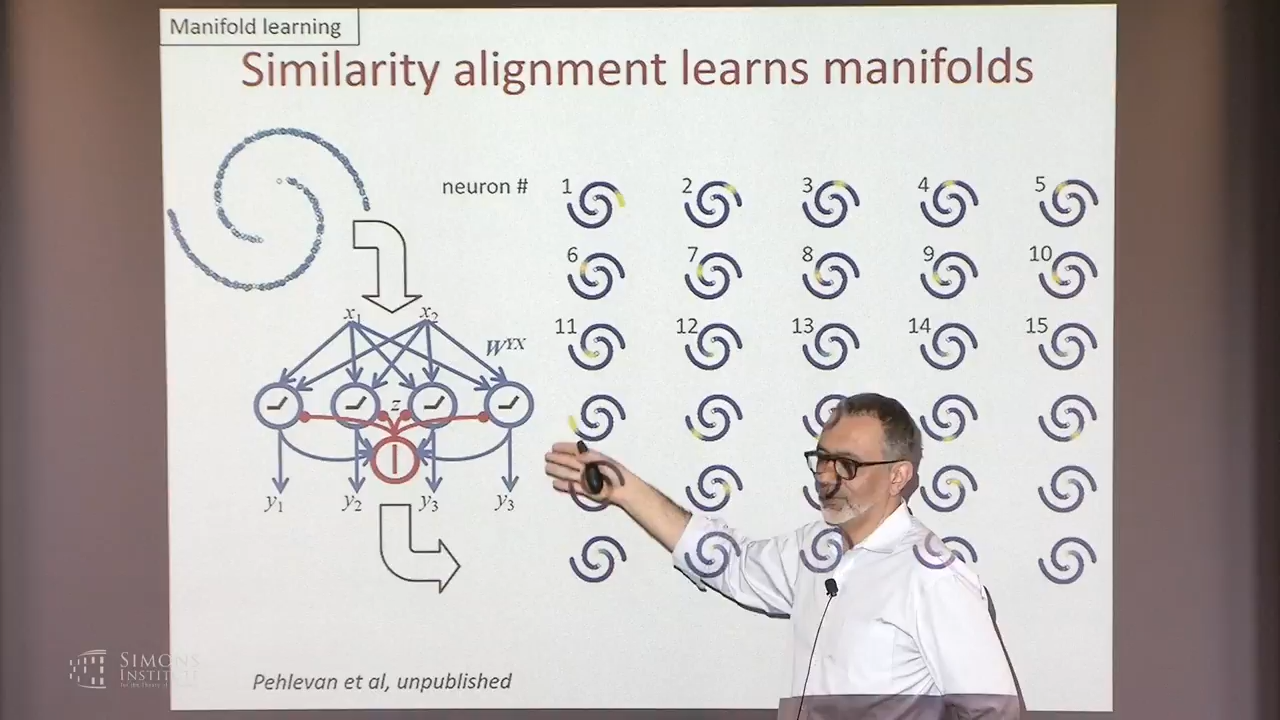 Manifold learning
Similarity alignment learns manifolds
neuron #
1 2 3 4 5
6 7 8 9 10
11 12 13 14 15
x₁ x₂
Wʸˣ
z
y₁ y₂ y₃ y₃
Pehlevan et al, unpublished
SIMONS
INSTITUTE